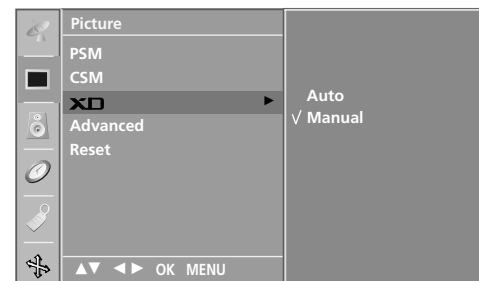 Picture
PSM
CSM
XD ►
Auto
√ Manual
Advanced
Reset
▲▼ ◄► OK MENU